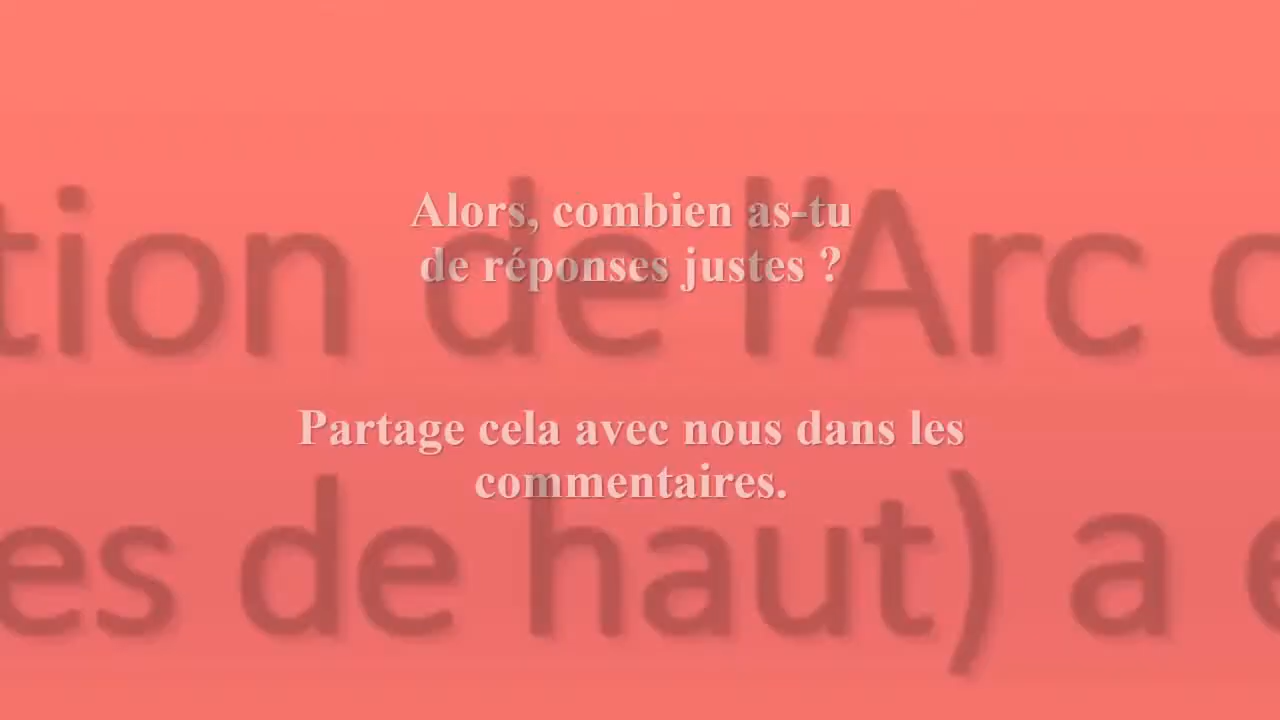 Alors, combien as-tu
de réponses justes ?
tion de l'Arc
Partage cela avec nous dans les
commentaires.
es de haut) a